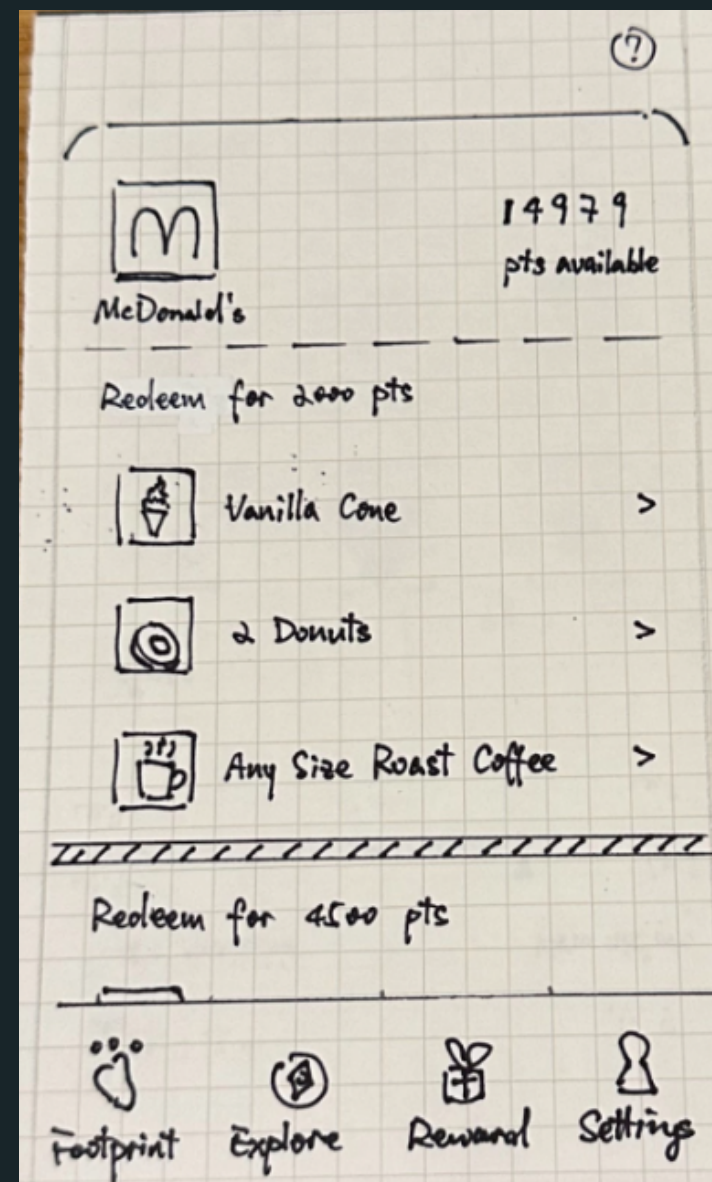 ?
M
McDonald's
14979
pts available
Redeem for 2000 pts
Vanilla Cone >
2 Donuts >
Any Size Roast Coffee >
Redeem for 4500 pts
Footprint Explore Reward Settings